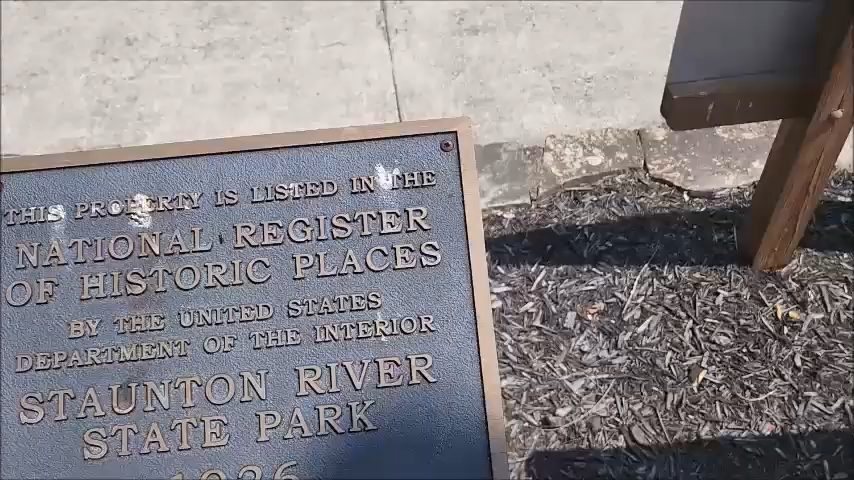 THIS PROPERTY IS LISTED IN THE
NATIONAL REGISTER
OF HISTORIC PLACES
BY THE UNITED STATES
DEPARTMENT OF THE INTERIOR
STAUNTON RIVER
STATE PARK
1936